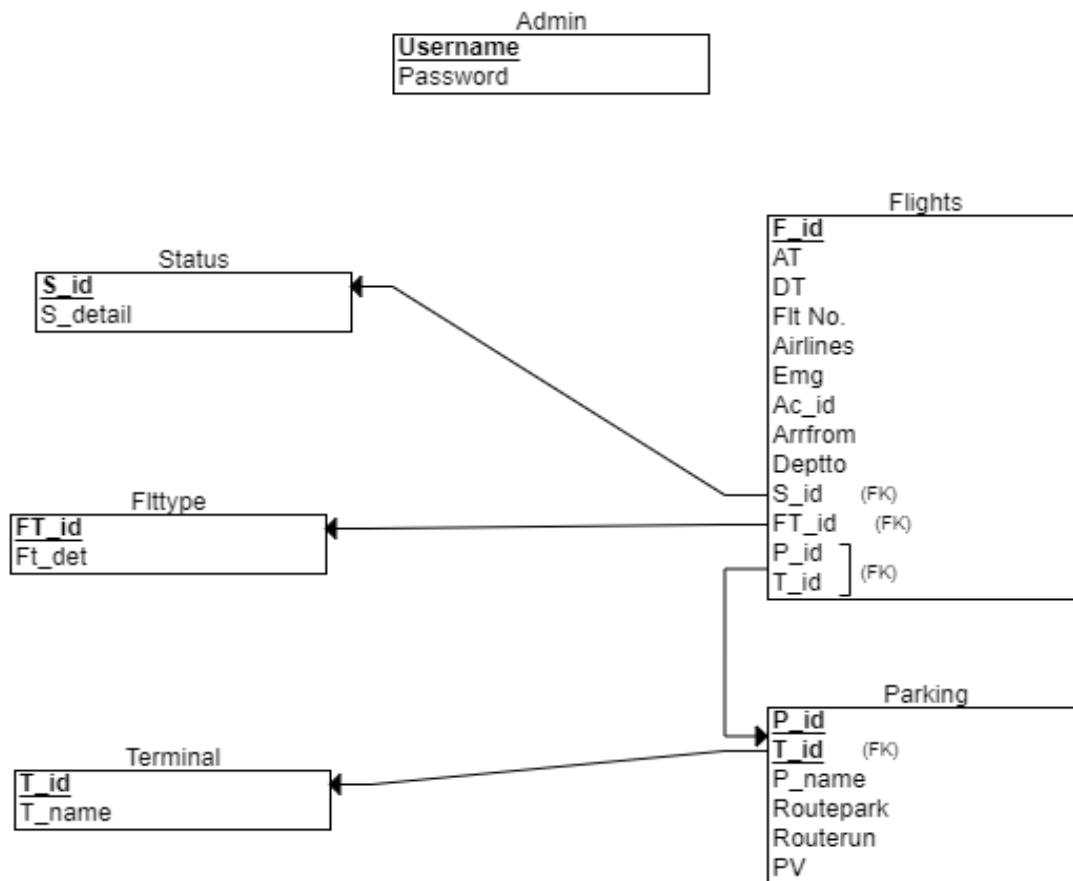 Admin
Username
Password
Flights
F_id
AT
DT
Flt No.
Airlines
Emg
Ac_id
Arrfrom
Deptto
S_id (FK)
FT_id (FK)
P_id
T_id (FK)
Status
S_id
S_detail
Flttype
FT_id
Ft_det
Parking
P_id
T_id (FK)
P_name
Routepark
Routerun
PV
Terminal
T_id
T_name